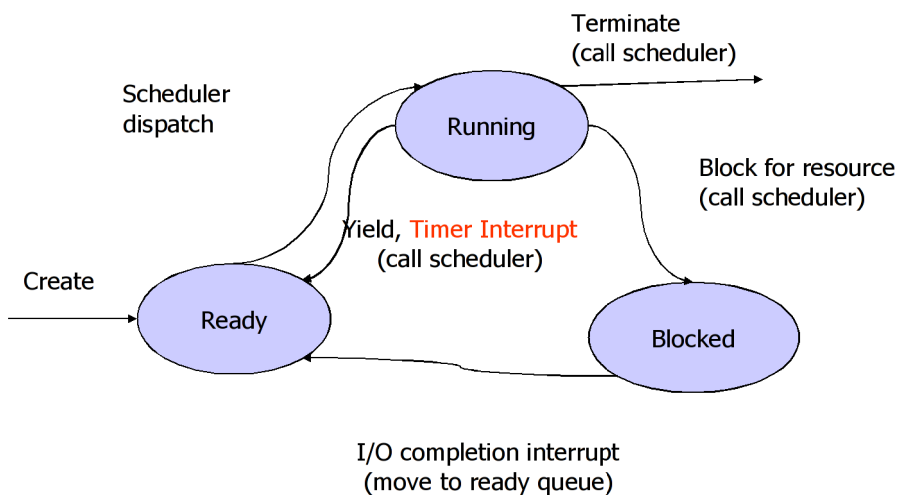 Terminate
(call scheduler)
Scheduler
dispatch
Running
Block for resource
(call scheduler)
Yield, Timer Interrupt
(call scheduler)
Create
Ready
Blocked
I/O completion interrupt
(move to ready queue)